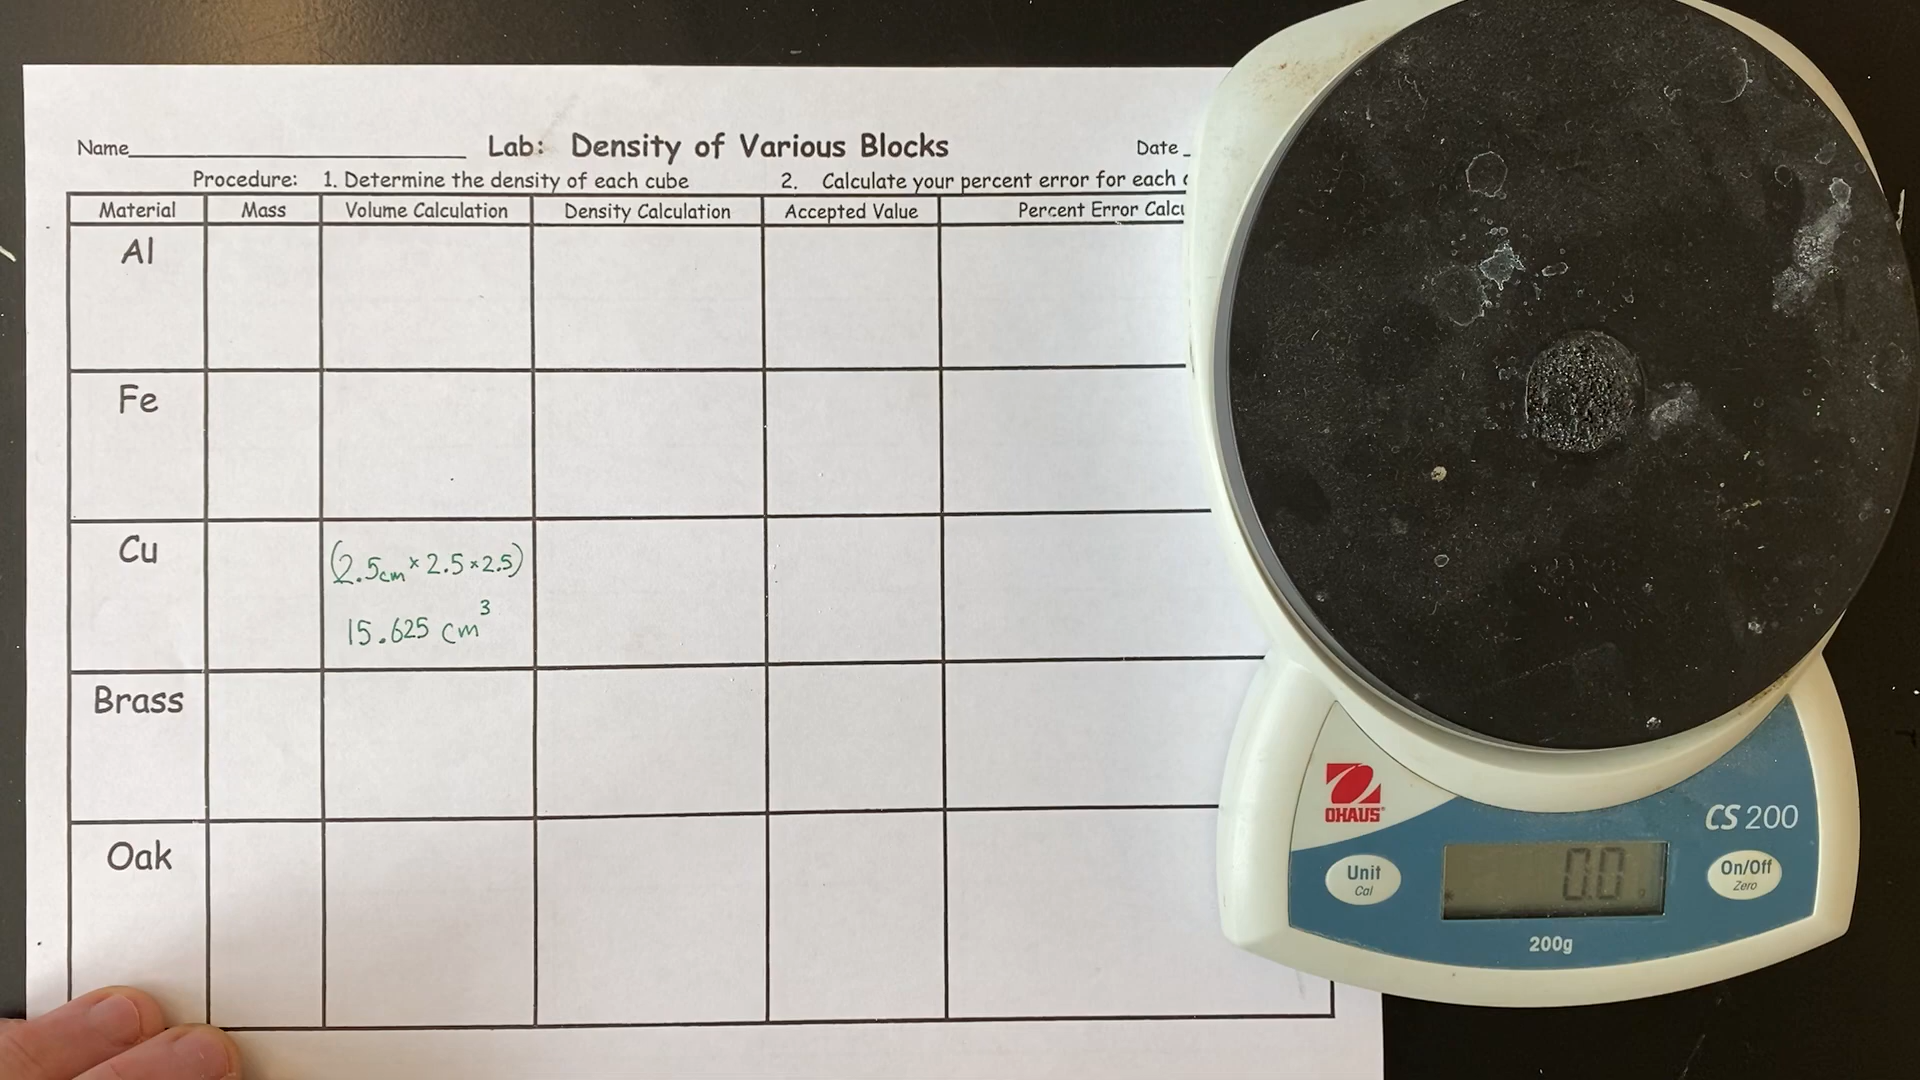 Name Lab: Density of Various Blocks Date
Procedure: 1. Determine the density of each cube 2. Calculate your percent error for each
Material Mass Volume Calculation Density Calculation Accepted Value Percent Error Calcu
Al
Fe
Cu
(2.5cm × 2.5 × 2.5)
15.625 cm³
Brass
Oak
OHAUS
CS 200
Unit
Cal
0.0 g
On/Off
Zero
200g